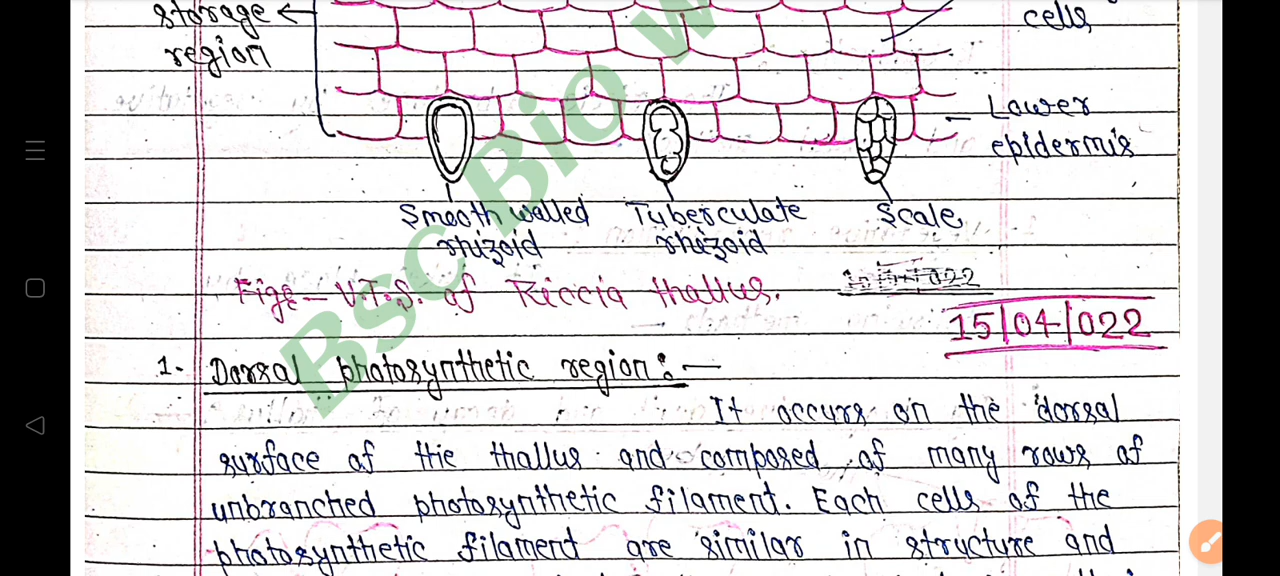 storage
region
cells
Lower
epidermis
Smooth walled
rhizoid
Tuberculate
rhizoid
Scale
BSc Bio
Fig:- V.T.S. of Riccia thallus.
15/04/022
1. Dorsal photosynthetic region:-
It occurs on the dorsal
surface of the thallus and composed of many rows of
unbranched photosynthetic filament. Each cells of the
photosynthetic filament are similar in structure and